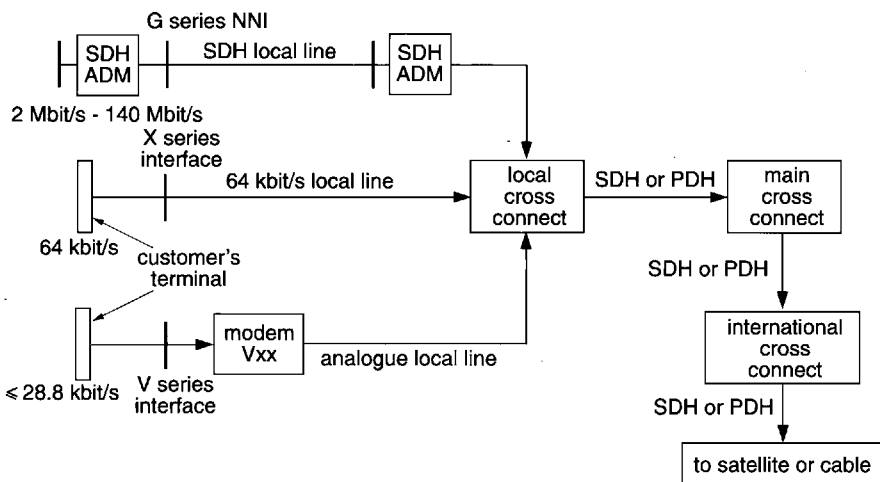 G series NNI
SDH
ADM
SDH local line
SDH
ADM
2 Mbit/s - 140 Mbit/s
X series
interface
64 kbit/s local line
local
cross
connect
SDH or PDH
main
cross
connect
64 kbit/s
customer's
terminal
SDH or PDH
modem
Vxx
analogue local line
international
cross
connect
⩽ 28.8 kbit/s
V series
interface
SDH or PDH
to satellite or cable